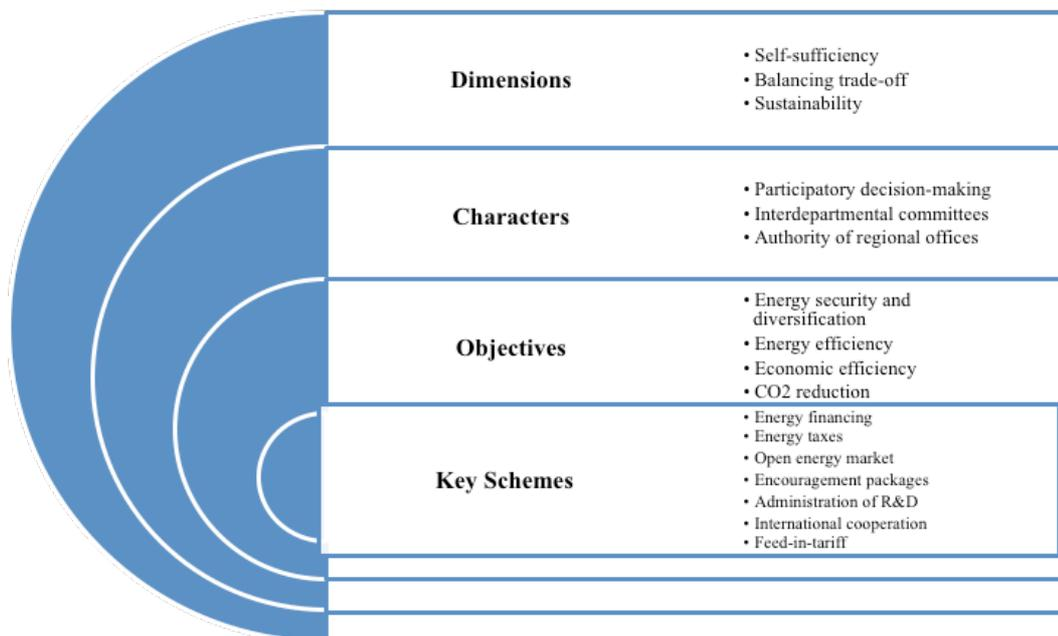 Dimensions
• Self-sufficiency
• Balancing trade-off
• Sustainability
Characters
• Participatory decision-making
• Interdepartmental committees
• Authority of regional offices
Objectives
• Energy security and
diversification
• Energy efficiency
• Economic efficiency
• CO2 reduction
Key Schemes
• Energy financing
• Energy taxes
• Open energy market
• Encouragement packages
• Administration of R&D
• International cooperation
• Feed-in-tariff